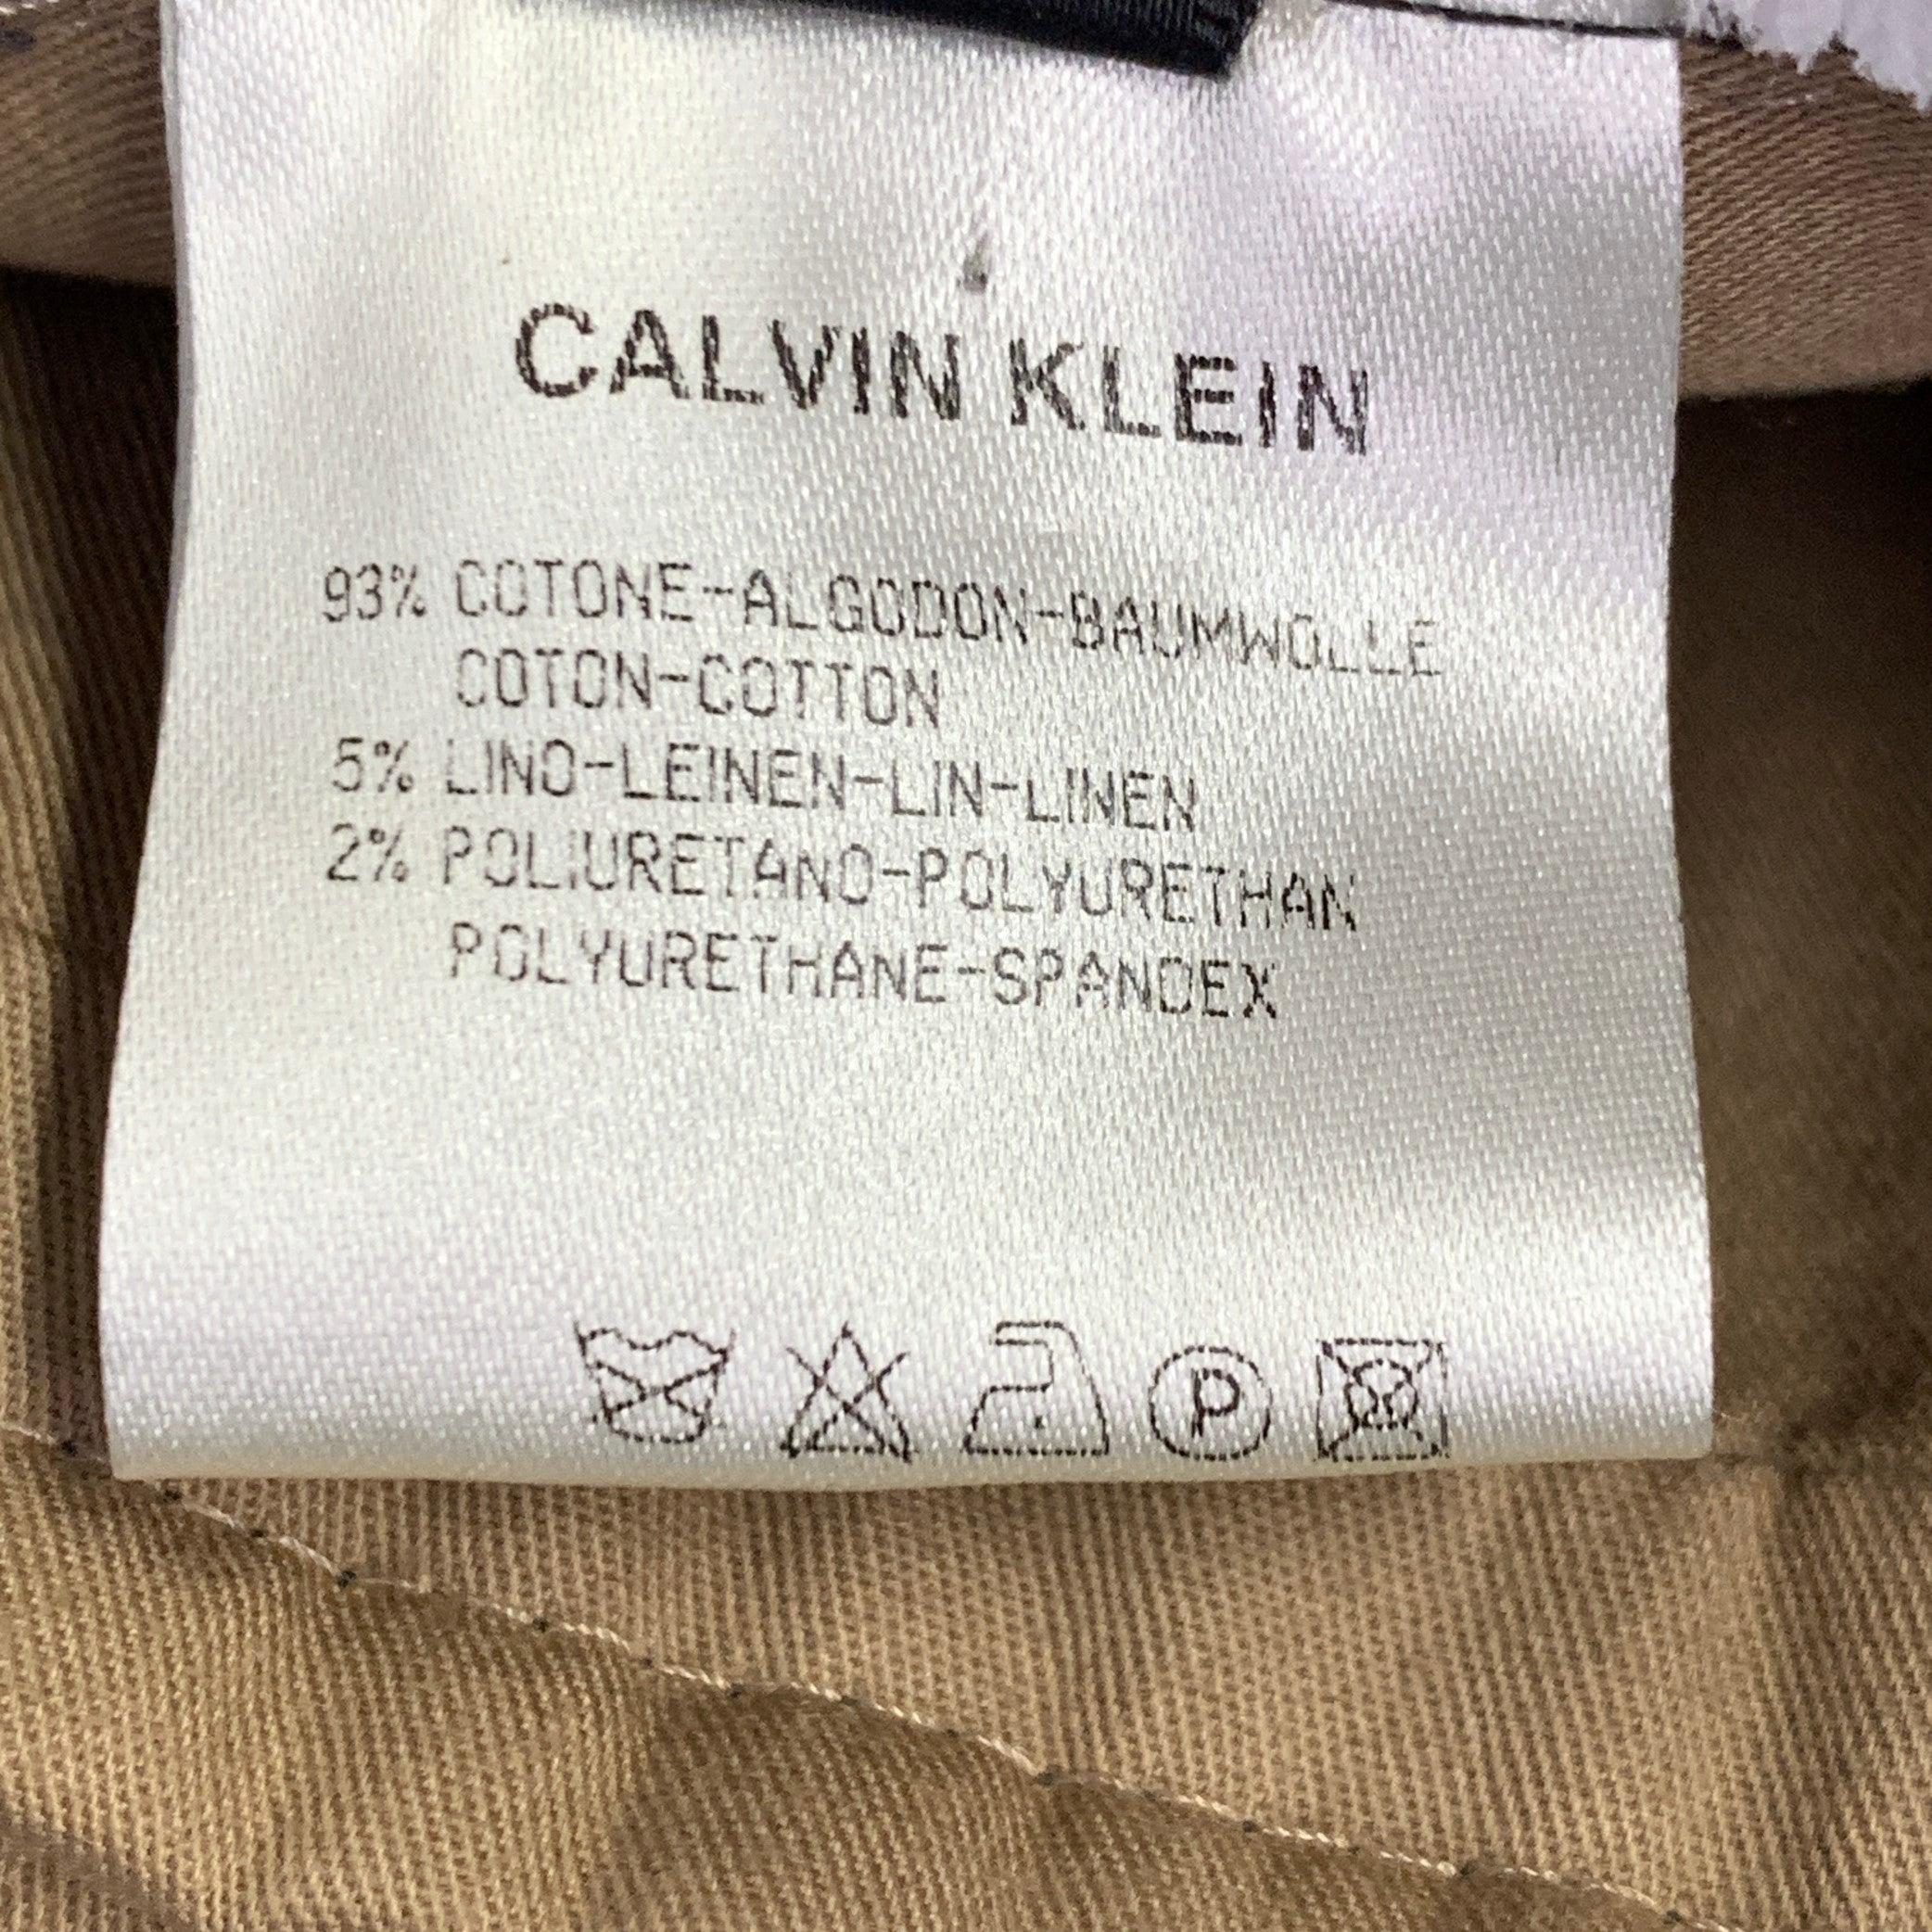 CALVIN KLEIN
93% COTONE-ALGODON-BAUMWOLLE
COTON-COTTON
5% LINO-LEINEN-LIN-LINEN
2% POLIURETANO-POLYURETHAN
POLYURETHANE-SPANDEX
P